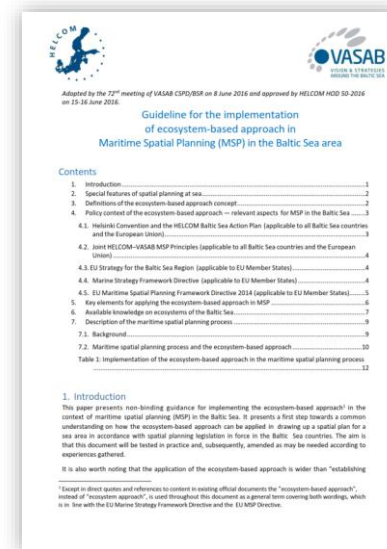 HELCOM
VASAB
VISION & STRATEGIES
AROUND THE BALTIC SEA
Adopted by the 72nd meeting of VASAB CSPD/BSR on 8 June 2016 and approved by HELCOM HOD 50-2016
on 15-16 June 2016.
Guideline for the implementation
of ecosystem-based approach in
Maritime Spatial Planning (MSP) in the Baltic Sea area
Contents
1. Introduction 1
2. Special features of spatial planning at sea 2
3. Definitions of the ecosystem-based approach concept 2
4. Policy context of the ecosystem-based approach — relevant aspects for MSP in the Baltic Sea 3
4.1. Helsinki Convention and the HELCOM Baltic Sea Action Plan (applicable to all Baltic Sea countries
and the European Union) 3
4.2. Joint HELCOM–VASAB MSP Principles (applicable to all Baltic Sea countries and the European
Union) 4
4.3. EU Strategy for the Baltic Sea Region (applicable to EU Member States) 4
4.4. Marine Strategy Framework Directive (applicable to EU Member States) 4
4.5. EU Maritime Spatial Planning Framework Directive 2014 (applicable to EU Member States) 5
5. Key elements for applying the ecosystem-based approach in MSP 6
6. Available knowledge on ecosystems of the Baltic Sea 7
7. Description of the maritime spatial planning process 9
7.1. Background 9
7.2. Maritime spatial planning process and the ecosystem-based approach 10
Table 1: Implementation of the ecosystem-based approach in the maritime spatial planning process
12
1. Introduction
This paper presents non-binding guidance for implementing the ecosystem-based approach1 in the
context of maritime spatial planning (MSP) in the Baltic Sea. It presents a first step towards a common
understanding on how the ecosystem-based approach can be applied in drawing up a spatial plan for a
sea area in accordance with spatial planning legislation in force in the Baltic Sea countries. The aim is
that this document will be tested in practice and, subsequently, amended as may be needed according to
experiences gathered.
It is also worth noting that the application of the ecosystem-based approach is wider than "establishing
1 Except in direct quotes and references to content in existing official documents the "ecosystem-based approach",
instead of "ecosystem approach", is used throughout this document as a general term covering both wordings, which
is in line with the EU Marine Strategy Framework Directive and the EU MSP Directive.